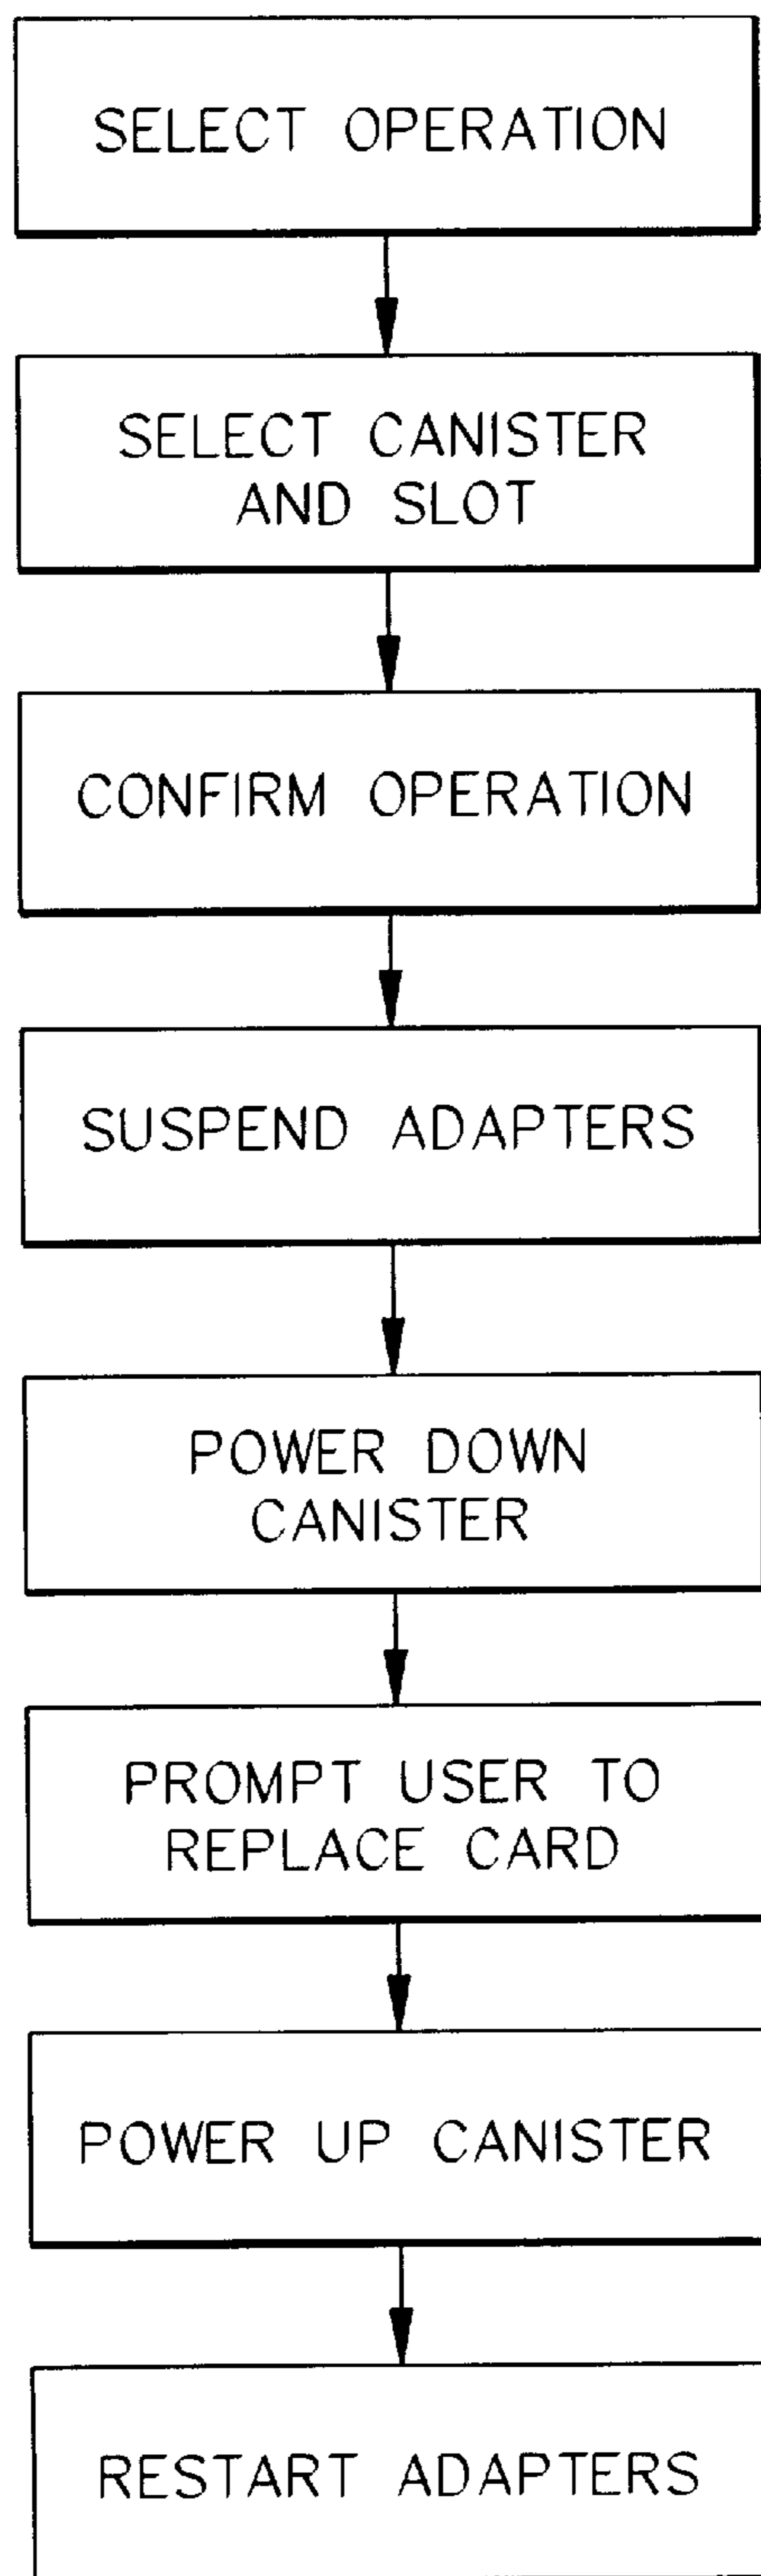 SELECT OPERATION
SELECT CANISTER
AND SLOT
CONFIRM OPERATION
SUSPEND ADAPTERS
POWER DOWN
CANISTER
PROMPT USER TO
REPLACE CARD
POWER UP CANISTER
RESTART ADAPTERS